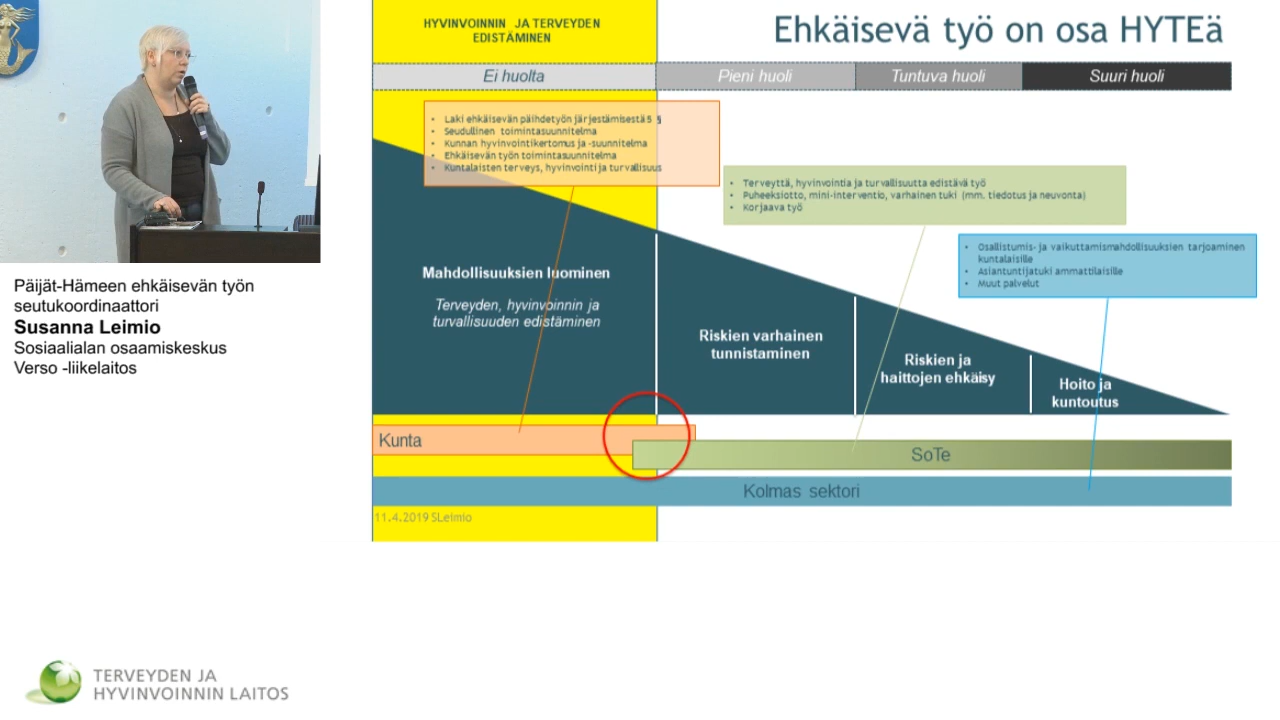 Päijät-Hämeen ehkäisevän työn
seutukoordinaattori
Susanna Leimio
Sosiaalialan osaamiskeskus
Verso -liikelaitos
HYVINVOINNIN JA TERVEYDEN
EDISTÄMINEN
Ehkäisevä työ on osa HYTEä
Ei huolta
Pieni huoli
Tuntuva huoli
Suuri huoli
• Laki ehkäisevän päihdetyön järjestämisestä 5 §
• Seudullinen toimintasuunnitelma
• Kunnan hyvinvointikertomus ja -suunnitelma
• Ehkäisevän työn toimintasuunnitelma
• Kuntalaisten terveys, hyvinvointi ja turvallisuus
• Terveyttä, hyvinvointia ja turvallisuutta edistävä työ
• Puheeksiotto, mini-interventio, varhainen tuki (mm. tiedotus ja neuvonta)
• Korjaava työ
• Osallistumis- ja vaikuttamismahdollisuuksien tarjoaminen
kuntalaisille
• Asiantuntijatuki ammattilaisille
• Muut palvelut
Mahdollisuuksien luominen
Terveyden, hyvinvoinnin ja
turvallisuuden edistäminen
Riskien varhainen
tunnistaminen
Riskien ja
haittojen ehkäisy
Hoito ja
kuntoutus
Kunta
SoTe
Kolmas sektori
11.4.2019 SLeimio
TERVEYDEN JA
HYVINVOINNIN LAITOS